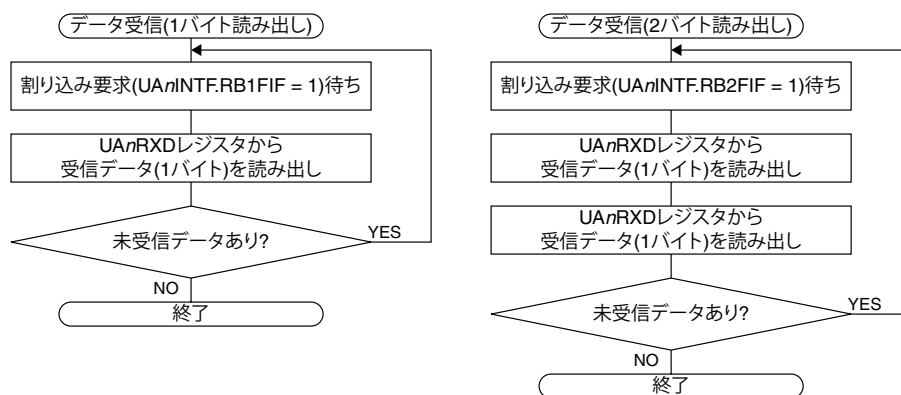 データ受信(1バイト読み出し)
割り込み要求(UAnINTF.RB1FIF = 1)待ち
UAnRXDレジスタから
受信データ(1バイト)を読み出し
未受信データあり?
YES
NO
終了
データ受信(2バイト読み出し)
割り込み要求(UAnINTF.RB2FIF = 1)待ち
UAnRXDレジスタから
受信データ(1バイト)を読み出し
UAnRXDレジスタから
受信データ(1バイト)を読み出し
未受信データあり?
YES
NO
終了